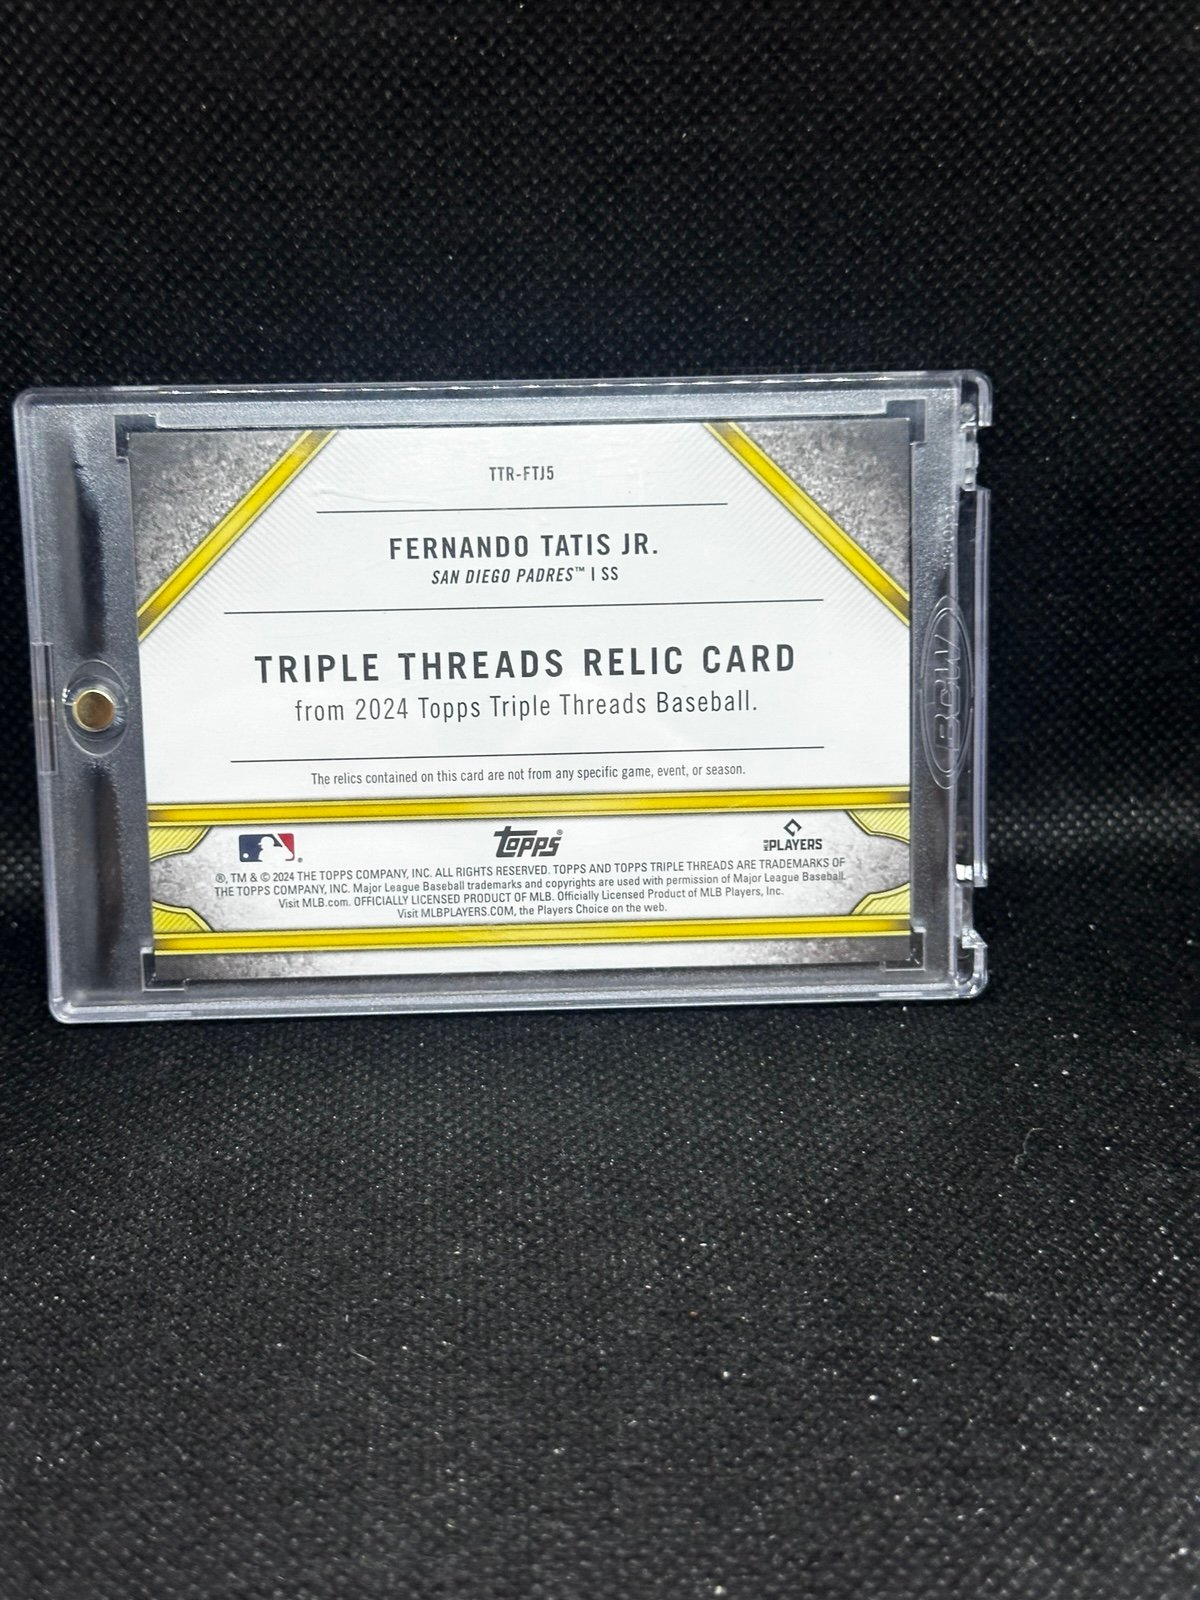 TTR-FTJ5
FERNANDO TATIS JR.
SAN DIEGO PADRES™ | SS
TRIPLE THREADS RELIC CARD
from 2024 Topps Triple Threads Baseball.
The relics contained on this card are not from any specific game, event, or season.
Topps®
MLB PLAYERS
®, TM & © 2024 THE TOPPS COMPANY, INC. ALL RIGHTS RESERVED. TOPPS AND TOPPS TRIPLE THREADS ARE TRADEMARKS OF
THE TOPPS COMPANY, INC. Major League Baseball trademarks and copyrights are used with permission of Major League Baseball.
Visit MLB.com. OFFICIALLY LICENSED PRODUCT OF MLB. Officially Licensed Product of MLB Players, Inc.
Visit MLBPLAYERS.COM, the Players Choice on the web.
BCW